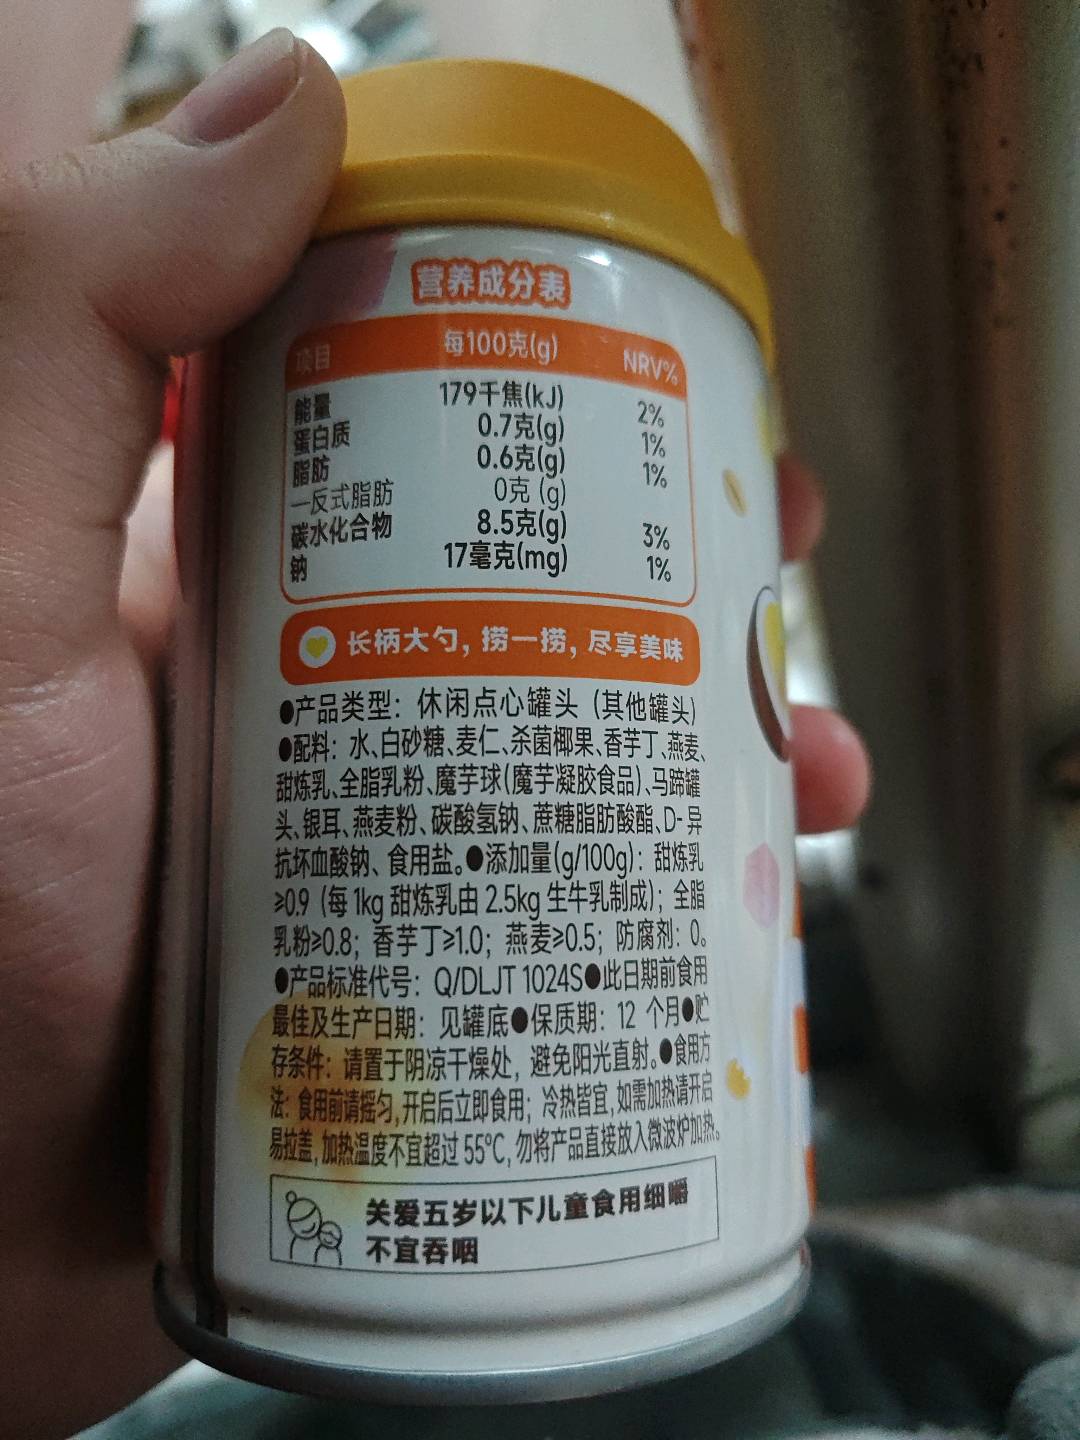 营养成分表
项目 每100克(g) NRV%
能量 179千焦(kJ) 2%
蛋白质 0.7克(g) 1%
脂肪 0.6克(g) 1%
—反式脂肪 0克 (g)
碳水化合物 8.5克(g) 3%
钠 17毫克(mg) 1%
长柄大勺，捞一捞，尽享美味
●产品类型：休闲点心罐头（其他罐头）
●配料：水、白砂糖、麦仁、杀菌椰果、香芋丁、燕麦、
甜炼乳、全脂乳粉、魔芋球(魔芋凝胶食品)、马蹄罐
头、银耳、燕麦粉、碳酸氢钠、蔗糖脂肪酸酯、D-异
抗坏血酸钠、食用盐。●添加量(g/100g)：甜炼乳
≥0.9（每 1kg 甜炼乳由 2.5kg 生牛乳制成）；全脂
乳粉≥0.8；香芋丁≥1.0；燕麦≥0.5；防腐剂：0。
●产品标准代号：Q/DLJT 1024S●此日期前食用
最佳及生产日期：见罐底●保质期：12 个月●贮
存条件：请置于阴凉干燥处，避免阳光直射。●食用方
法：食用前请摇匀，开启后立即食用；冷热皆宜，如需加热请开启
易拉盖，加热温度不宜超过 55℃，勿将产品直接放入微波炉加热。
关爱五岁以下儿童食用细嚼
不宜吞咽